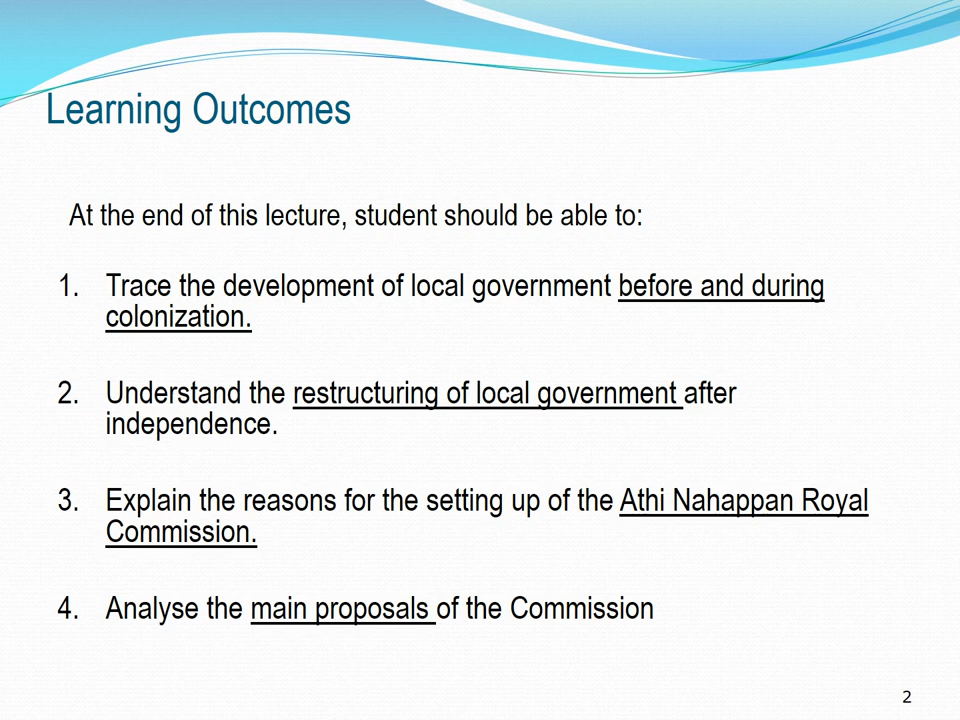 Learning Outcomes
At the end of this lecture, student should be able to:
1. Trace the development of local government before and during
colonization.
2. Understand the restructuring of local government after
independence.
3. Explain the reasons for the setting up of the Athi Nahappan Royal
Commission.
4. Analyse the main proposals of the Commission
2